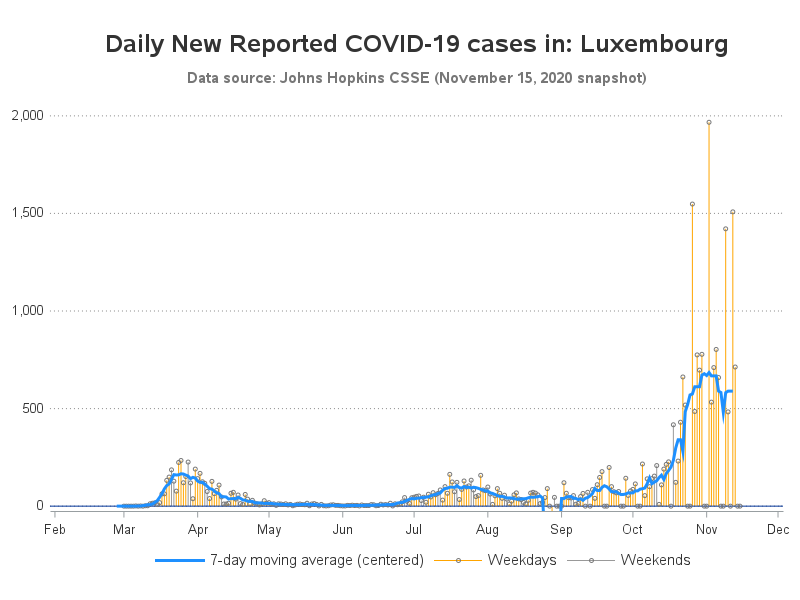 Daily New Reported COVID-19 cases in: Luxembourg
Data source: Johns Hopkins CSSE (November 15, 2020 snapshot)
2,000
1,500
1,000
500
0
Feb Mar Apr May Jun Jul Aug Sep Oct Nov Dec
7-day moving average (centered) Weekdays Weekends